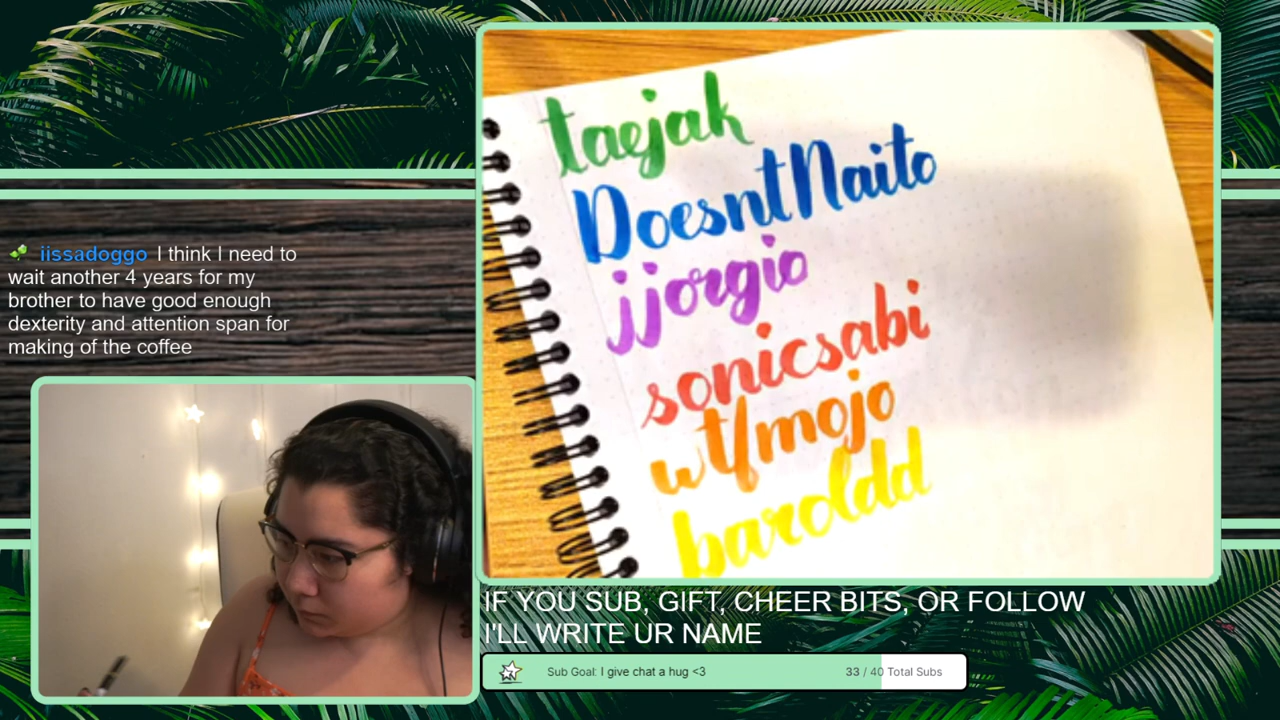 taejak
DoesntNaito
jjorgio
sonicsabi
wtfmojo
baroldd
iissadoggo I think I need to
wait another 4 years for my
brother to have good enough
dexterity and attention span for
making of the coffee
IF YOU SUB, GIFT, CHEER BITS, OR FOLLOW
I'LL WRITE UR NAME
Sub Goal: I give chat a hug <3 33 / 40 Total Subs